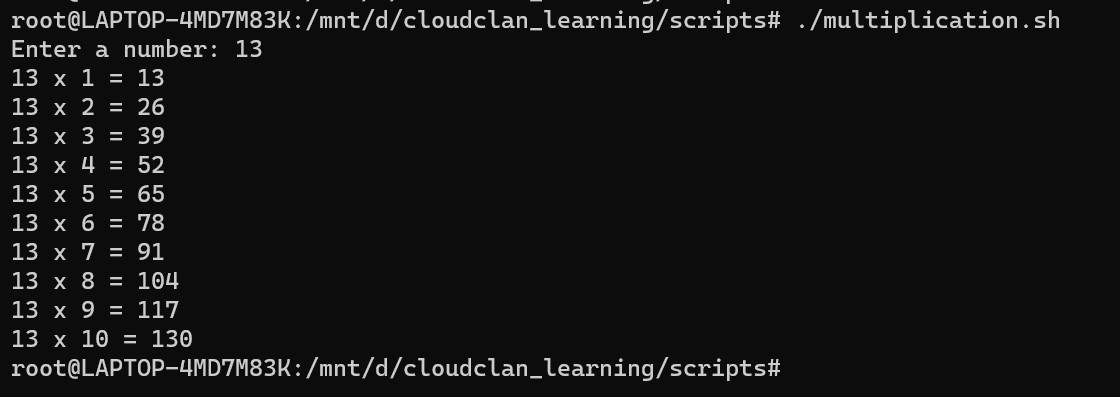 root@LAPTOP-4MD7M83K:/mnt/d/cloudclan_learning/scripts# ./multiplication.sh
Enter a number: 13
13 x 1 = 13
13 x 2 = 26
13 x 3 = 39
13 x 4 = 52
13 x 5 = 65
13 x 6 = 78
13 x 7 = 91
13 x 8 = 104
13 x 9 = 117
13 x 10 = 130
root@LAPTOP-4MD7M83K:/mnt/d/cloudclan_learning/scripts#